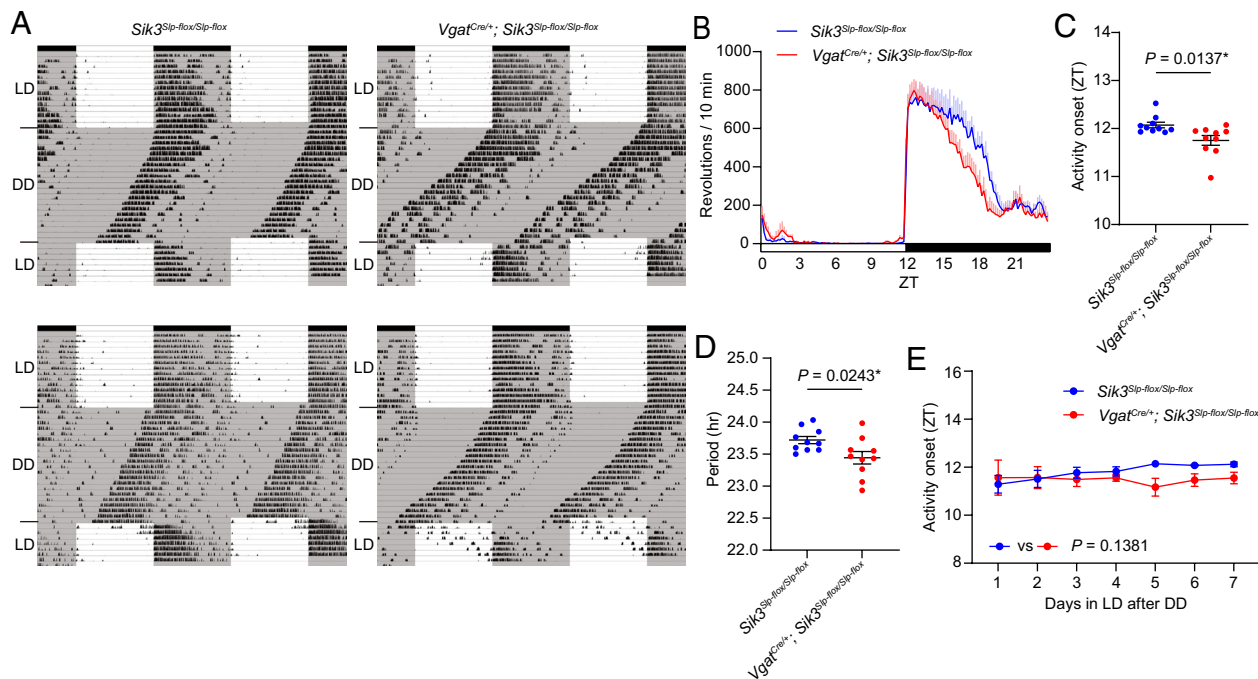 A
Sik3Slp-flox/Slp-flox
VgatCre/+; Sik3Slp-flox/Slp-flox
LD
DD
LD
LD
DD
LD
LD
DD
LD
LD
DD
LD
B
Sik3Slp-flox/Slp-flox
VgatCre/+; Sik3Slp-flox/Slp-flox
Revolutions / 10 min
1000
800
600
400
200
0
0 3 6 9 12 15 18 21
ZT
C
Activity onset (ZT)
14
13
12
11
10
P = 0.0137*
Sik3Slp-flox/Slp-flox
VgatCre/+; Sik3Slp-flox/Slp-flox
D
Period (hr)
25.0
24.5
24.0
23.5
23.0
22.5
22.0
P = 0.0243*
Sik3Slp-flox/Slp-flox
VgatCre/+; Sik3Slp-flox/Slp-flox
E
Activity onset (ZT)
16
14
12
10
8
Sik3Slp-flox/Slp-flox
VgatCre/+; Sik3Slp-flox/Slp-flox
vs P = 0.1381
1 2 3 4 5 6 7
Days in LD after DD